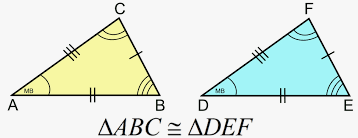 C F
A MB B D MB E
ΔABC ≅ ΔDEF